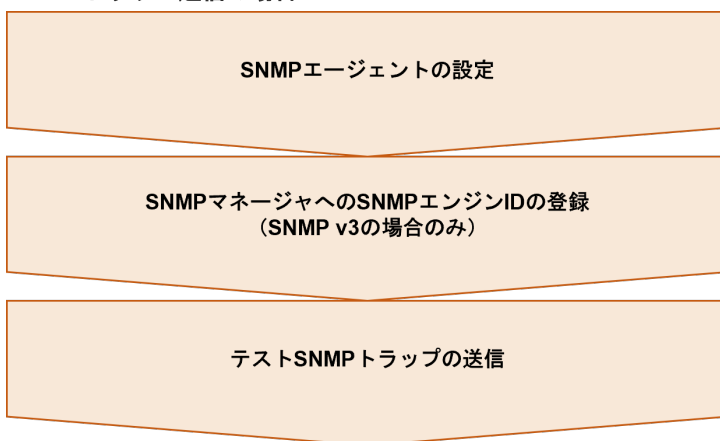 SNMPエージェントの設定
SNMPマネージャへのSNMPエンジンIDの登録
（SNMP v3の場合のみ）
テストSNMPトラップの送信